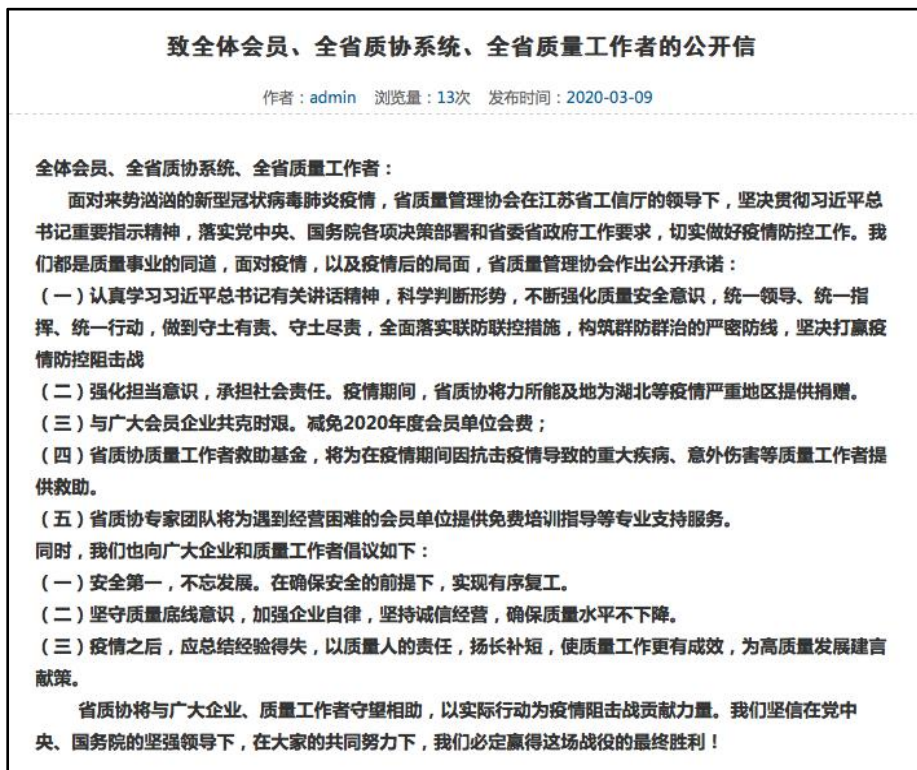 致全体会员、全省质协系统、全省质量工作者的公开信
作者：admin 浏览量：13次 发布时间：2020-03-09
全体会员、全省质协系统、全省质量工作者：
面对来势汹汹的新型冠状病毒肺炎疫情，省质量管理协会在江苏省工信厅的领导下，坚决贯彻习近平总
书记重要指示精神，落实党中央、国务院各项决策部署和省委省政府工作要求，切实做好疫情防控工作。我
们都是质量事业的同道，面对疫情，以及疫情后的局面，省质量管理协会作出公开承诺：
（一）认真学习习近平总书记有关讲话精神，科学判断形势，不断强化质量安全意识，统一领导、统一指
挥、统一行动，做到守土有责、守土尽责，全面落实联防联控措施，构筑群防群治的严密防线，坚决打赢疫
情防控阻击战
（二）强化担当意识，承担社会责任。疫情期间，省质协将力所能及地为湖北等疫情严重地区提供捐赠。
（三）与广大会员企业共克时艰。减免2020年度会员单位会费；
（四）省质协质量工作者救助基金，将为在疫情期间因抗击疫情导致的重大疾病、意外伤害等质量工作者提
供救助。
（五）省质协专家团队将为遇到经营困难的会员单位提供免费培训指导等专业支持服务。
同时，我们也向广大企业和质量工作者倡议如下：
（一）安全第一，不忘发展。在确保安全的前提下，实现有序复工。
（二）坚守质量底线意识，加强企业自律，坚持诚信经营，确保质量水平不下降。
（三）疫情之后，应总结经验得失，以质量人的责任，扬长补短，使质量工作更有成效，为高质量发展建言
献策。
省质协将与广大企业、质量工作者守望相助，以实际行动为疫情阻击战贡献力量。我们坚信在党中
央、国务院的坚强领导下，在大家的共同努力下，我们必定赢得这场战役的最终胜利！